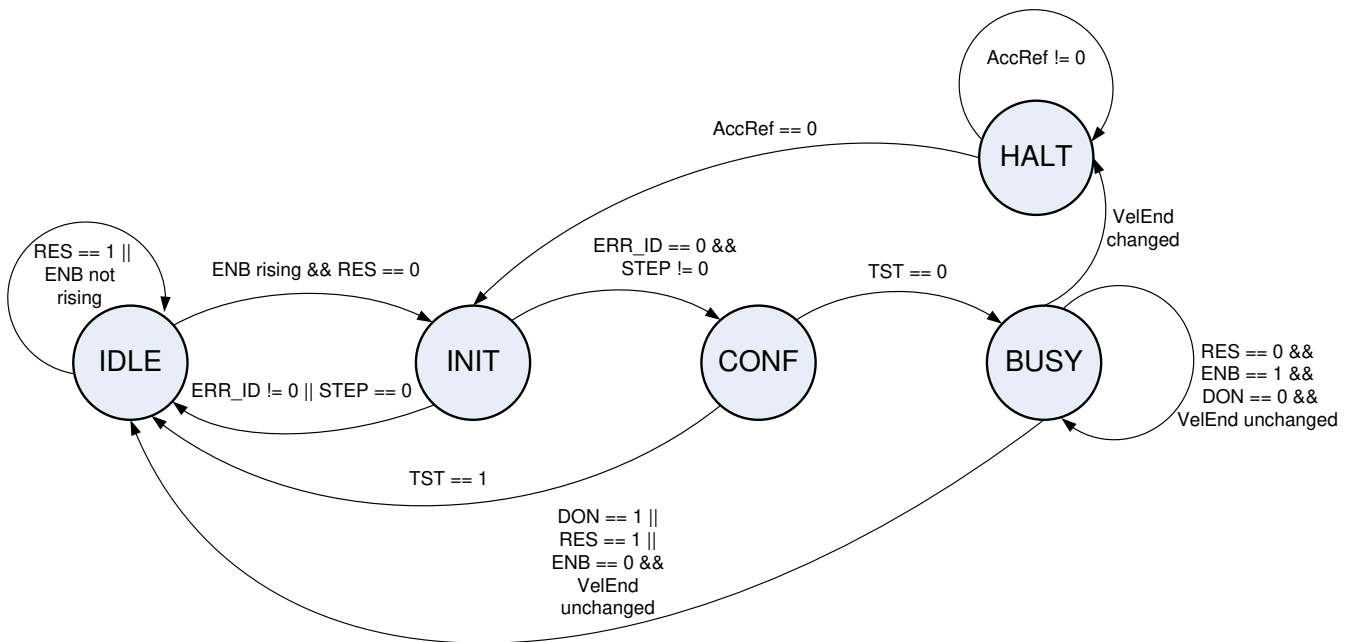 AccRef != 0
HALT
AccRef == 0
VelEnd
changed
RES == 1 ||
ENB not
rising
ENB rising && RES == 0
ERR_ID == 0 &&
STEP != 0
TST == 0
IDLE
INIT
CONF
BUSY
RES == 0 &&
ENB == 1 &&
DON == 0 &&
VelEnd unchanged
ERR_ID != 0 || STEP == 0
TST == 1
DON == 1 ||
RES == 1 ||
ENB == 0 &&
VelEnd
unchanged